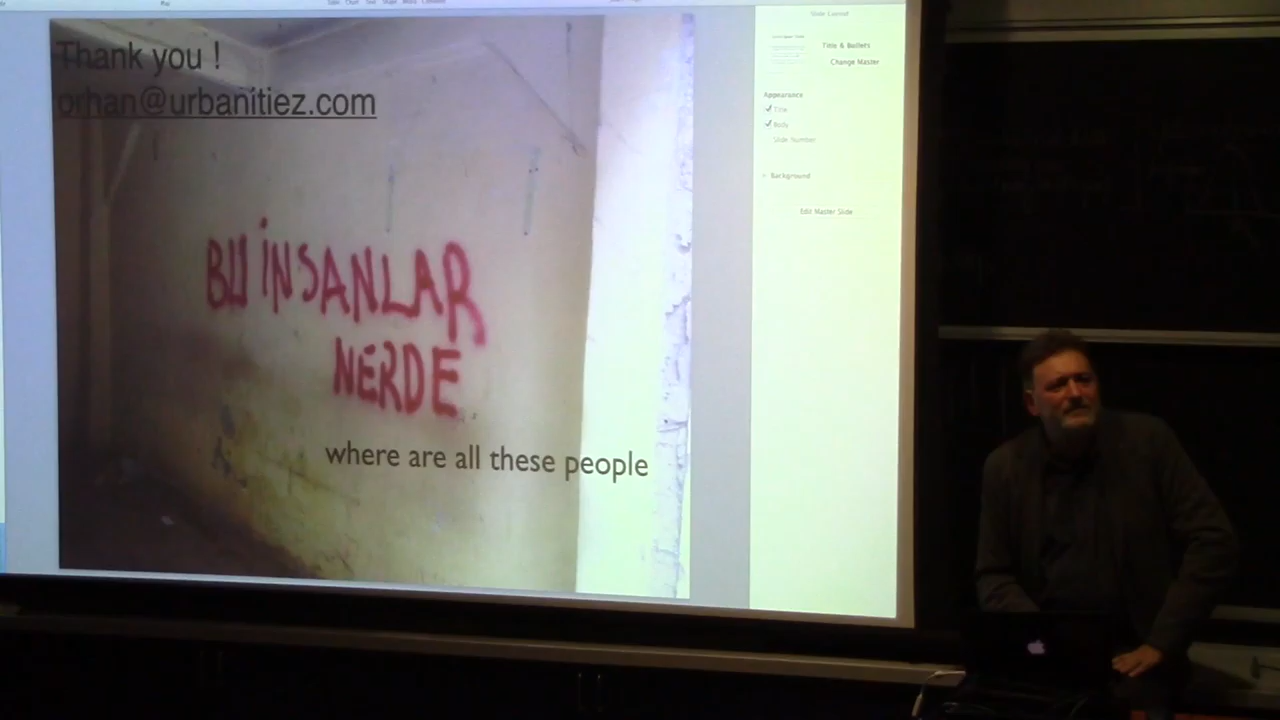 Thank you !
orhan@urbanitiez.com
BU İNSANLAR
NERDE
where are all these people
Slide Layout
Title & Bullets
Change Master
Appearance
Title
Body
Slide Number
Background
Edit Master Slide